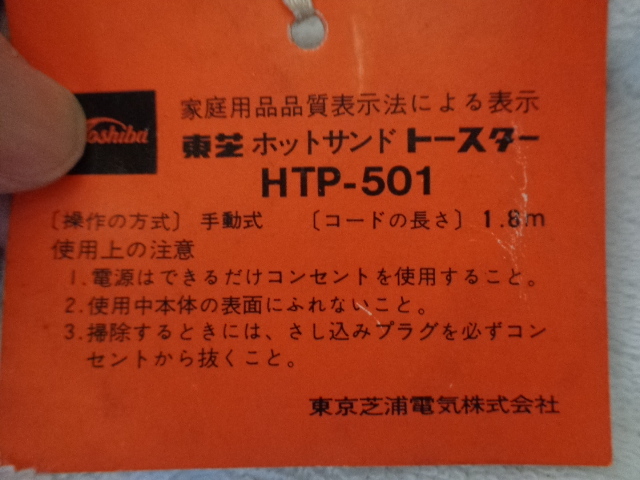 家庭用品品質表示法による表示
Toshiba
東芝 ホットサンド トースター
HTP-501
〔操作の方式〕 手動式 〔コードの長さ〕 1.8m
使用上の注意
1. 電源はできるだけコンセントを使用すること。
2. 使用中本体の表面にふれないこと。
3. 掃除するときには、さし込みプラグを必ずコン
セントから抜くこと。
東京芝浦電気株式会社